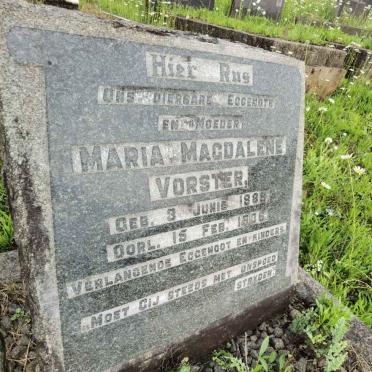 Hier Rus
Ons Dierbare Eggenote
en Moeder
Maria Magdalene
Vorster.
Geb. 3 Junie
Oorl. 15 Feb.
Verlangende Eggenoot en Kinders
Most Gij Steeds Met Onspoed
Stryden.